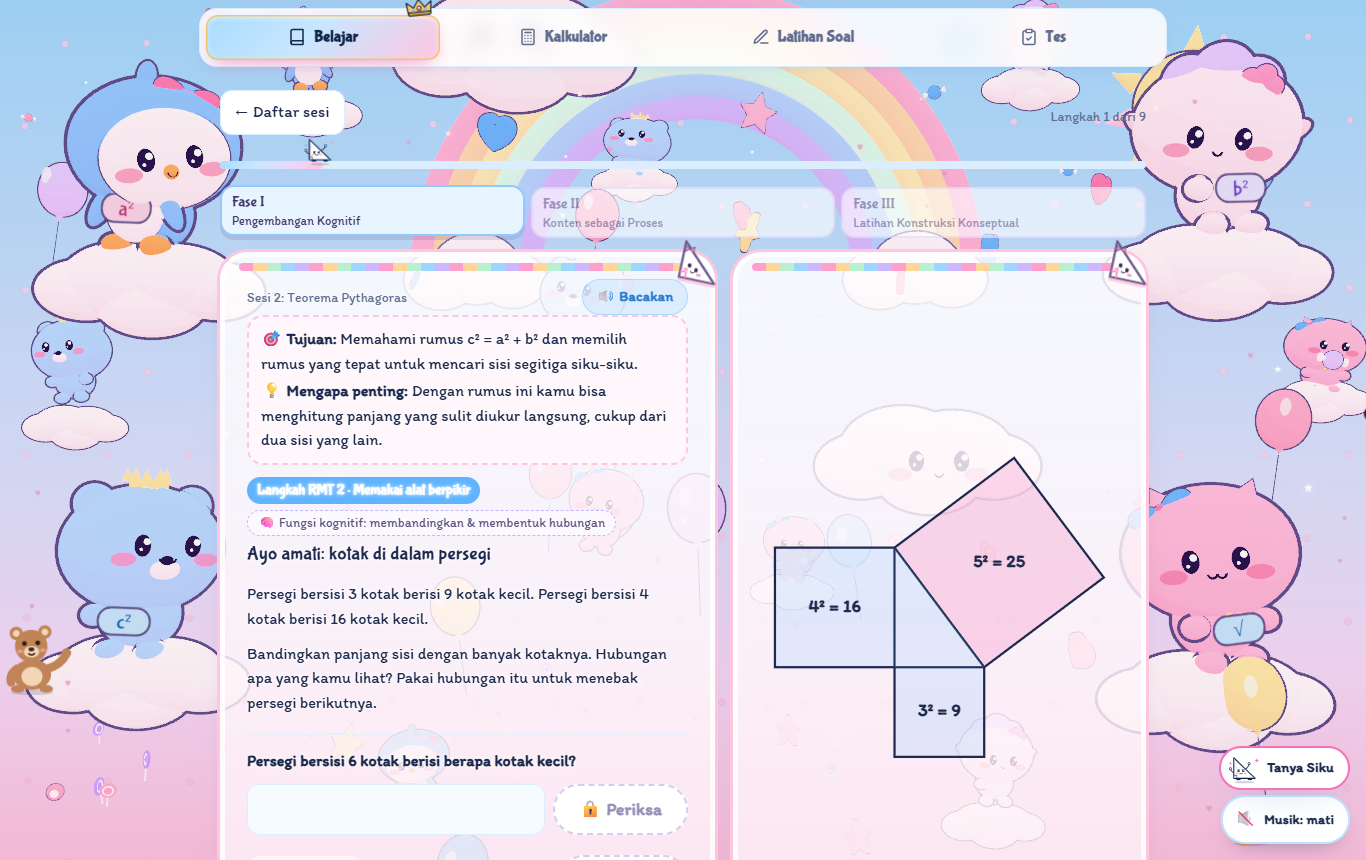 Belajar
Kalkulator
Latihan Soal
Tes
← Daftar sesi
Langkah 1 dari 9
a²
b²
Fase I
Pengembangan Kognitif
Fase II
Konten sebagai Proses
Fase III
Latihan Konstruksi Konseptual
Sesi 2: Teorema Pythagoras
Bacakan
Tujuan: Memahami rumus c² = a² + b² dan memilih
rumus yang tepat untuk mencari sisi segitiga siku-siku.
Mengapa penting: Dengan rumus ini kamu bisa
menghitung panjang yang sulit diukur langsung, cukup dari
dua sisi yang lain.
Langkah RMT 2 · Memakai alat berpikir
Fungsi kognitif: membandingkan & membentuk hubungan
Ayo amati: kotak di dalam persegi
Persegi bersisi 3 kotak berisi 9 kotak kecil. Persegi bersisi 4
kotak berisi 16 kotak kecil.
Bandingkan panjang sisi dengan banyak kotaknya. Hubungan
apa yang kamu lihat? Pakai hubungan itu untuk menebak
persegi berikutnya.
Persegi bersisi 6 kotak berisi berapa kotak kecil?
Periksa
5² = 25
4² = 16
3² = 9
c²
√
Tanya Siku
Musik: mati